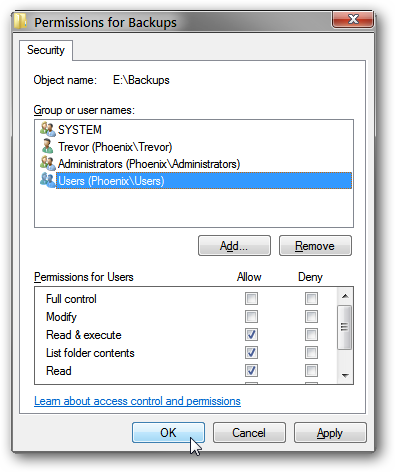 Permissions for Backups
Security
Object name: E:\Backups
Group or user names:
SYSTEM
Trevor (Phoenix\Trevor)
Administrators (Phoenix\Administrators)
Users (Phoenix\Users)
Add... Remove
Permissions for Users Allow Deny
Full control
Modify
Read & execute
List folder contents
Read
Learn about access control and permissions
OK Cancel Apply